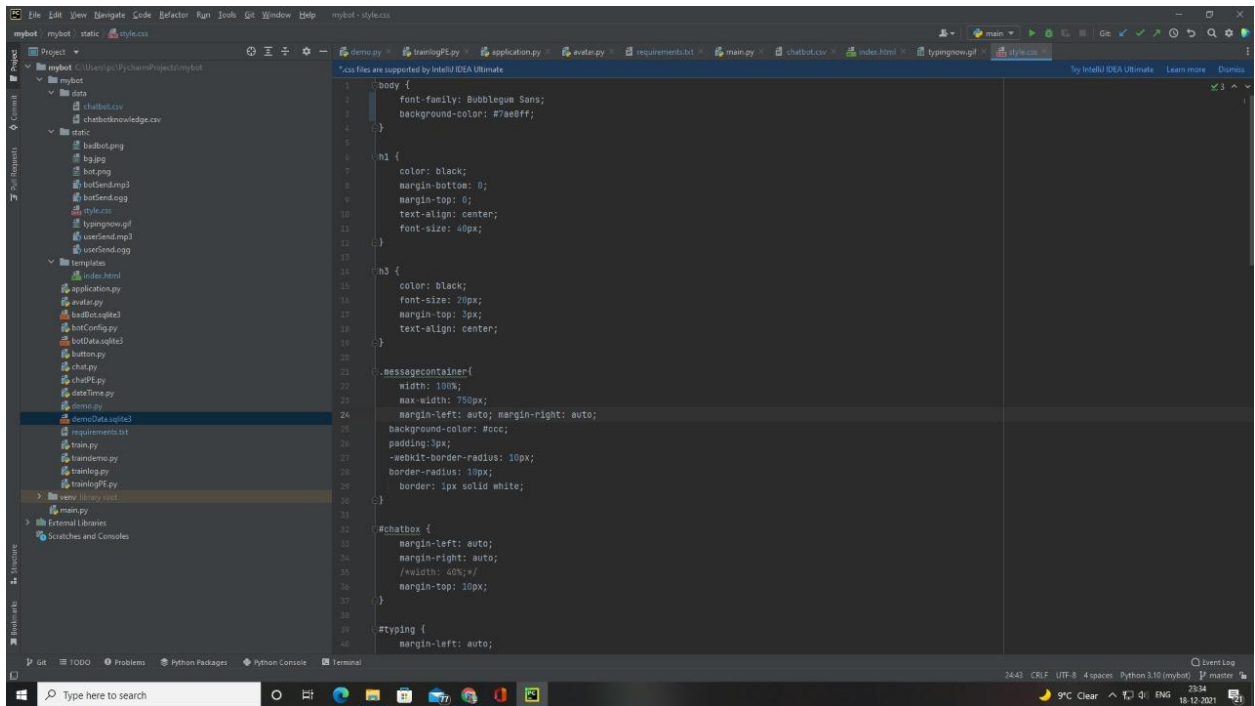 File Edit View Navigate Code Refactor Run Tools Git Window Help mybot - style.css
mybot mybot static style.css main Git
Project demo.py trainlogPE.py application.py avatar.py requirements.txt main.py chatbot.csv index.html typingnow.gif style.css
mybot C:\Users\pc\PycharmProjects\mybot
mybot
data
chatbot.csv
chatbotknowledge.csv
static
badbot.png
bg.jpg
bot.png
botSend.mp3
botSend.ogg
style.css
typingnow.gif
userSend.mp3
userSend.ogg
templates
index.html
application.py
avatar.py
badBot.sqlite3
botConfig.py
botData.sqlite3
button.py
chat.py
chatPE.py
dateTime.py
demo.py
demoData.sqlite3
requirements.txt
train.py
traindemo.py
trainlog.py
trainlogPE.py
venv library root
main.py
External Libraries
Scratches and Consoles
Project
Commit
Pull Requests
Structure
Bookmarks
*.css files are supported by IntelliJ IDEA Ultimate Try IntelliJ IDEA Ultimate Learn more Dismiss
3
1 body {
2 font-family: Bubblegum Sans;
3 background-color: #7ae8ff;
4 }
5
6 h1 {
7 color: black;
8 margin-bottom: 0;
9 margin-top: 0;
10 text-align: center;
11 font-size: 40px;
12 }
13
14 h3 {
15 color: black;
16 font-size: 20px;
17 margin-top: 3px;
18 text-align: center;
19 }
20
21 .messagecontainer{
22 width: 100%;
23 max-width: 750px;
24 margin-left: auto; margin-right: auto;
25 background-color: #ccc;
26 padding:3px;
27 -webkit-border-radius: 10px;
28 border-radius: 10px;
29 border: 1px solid white;
30 }
31
32 #chatbox {
33 margin-left: auto;
34 margin-right: auto;
35 /*width: 40%;*/
36 margin-top: 10px;
37 }
38
39 #typing {
40 margin-left: auto;
Git TODO Problems Python Packages Python Console Terminal Event Log
24:43 CRLF UTF-8 4 spaces Python 3.10 (mybot) master
Type here to search 77 PC 9°C Clear ENG 23:34
18-12-2021 21